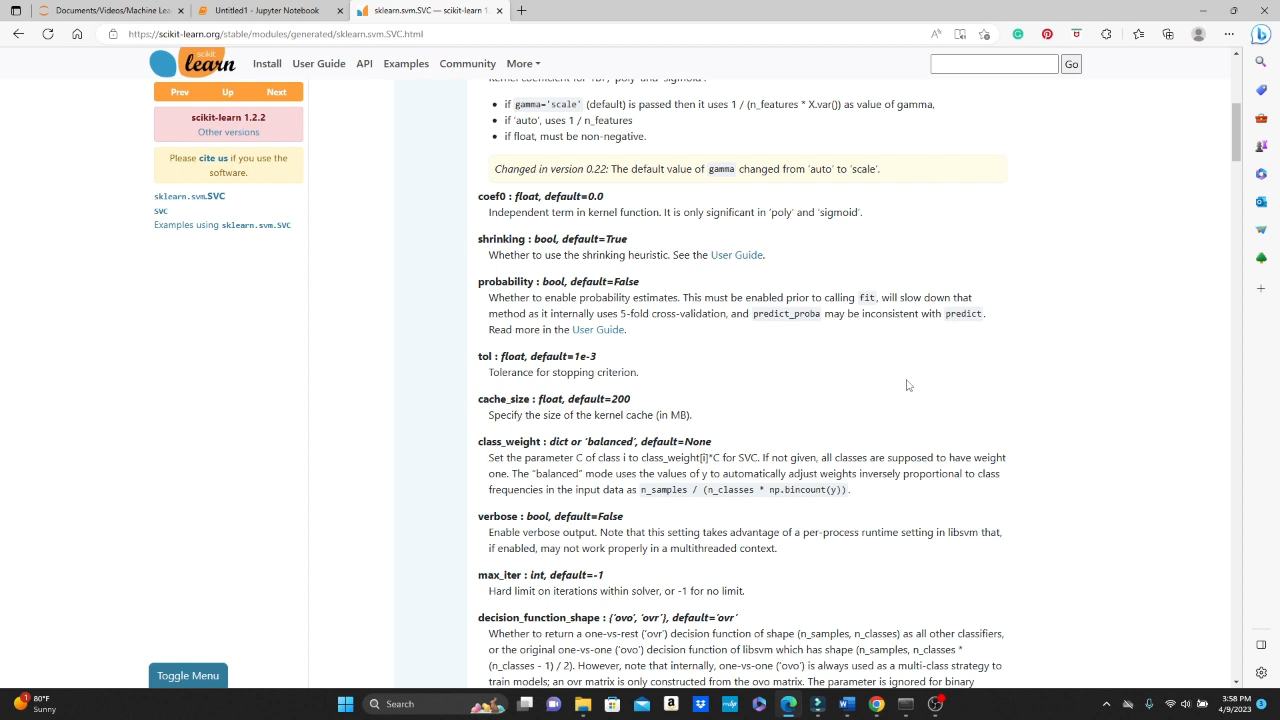 Documents/Videos/Machine Le
Jupyter Notebook
sklearn.svm.SVC — scikit-learn 1
https://scikit-learn.org/stable/modules/generated/sklearn.svm.SVC.html
scikit
learn
Install User Guide API Examples Community More
Go
Prev Up Next
scikit-learn 1.2.2
Other versions
Please cite us if you use the
software.
sklearn.svm.SVC
SVC
Examples using sklearn.svm.SVC
Kernel coefficient for 'rbf', 'poly' and 'sigmoid'.
• if gamma='scale' (default) is passed then it uses 1 / (n_features * X.var()) as value of gamma,
• if 'auto', uses 1 / n_features
• if float, must be non-negative.
Changed in version 0.22: The default value of gamma changed from 'auto' to 'scale'.
coef0 : float, default=0.0
Independent term in kernel function. It is only significant in 'poly' and 'sigmoid'.
shrinking : bool, default=True
Whether to use the shrinking heuristic. See the User Guide.
probability : bool, default=False
Whether to enable probability estimates. This must be enabled prior to calling fit, will slow down that
method as it internally uses 5-fold cross-validation, and predict_proba may be inconsistent with predict.
Read more in the User Guide.
tol : float, default=1e-3
Tolerance for stopping criterion.
cache_size : float, default=200
Specify the size of the kernel cache (in MB).
class_weight : dict or 'balanced', default=None
Set the parameter C of class i to class_weight[i]*C for SVC. If not given, all classes are supposed to have weight
one. The "balanced" mode uses the values of y to automatically adjust weights inversely proportional to class
frequencies in the input data as n_samples / (n_classes * np.bincount(y)).
verbose : bool, default=False
Enable verbose output. Note that this setting takes advantage of a per-process runtime setting in libsvm that,
if enabled, may not work properly in a multithreaded context.
max_iter : int, default=-1
Hard limit on iterations within solver, or -1 for no limit.
decision_function_shape : {'ovo', 'ovr'}, default='ovr'
Whether to return a one-vs-rest ('ovr') decision function of shape (n_samples, n_classes) as all other classifiers,
or the original one-vs-one ('ovo') decision function of libsvm which has shape (n_samples, n_classes *
(n_classes - 1) / 2). However, note that internally, one-vs-one ('ovo') is always used as a multi-class strategy to
train models; an ovr matrix is only constructed from the ovo matrix. The parameter is ignored for binary
Toggle Menu
80°F
Sunny
Search
3:58 PM
4/9/2023